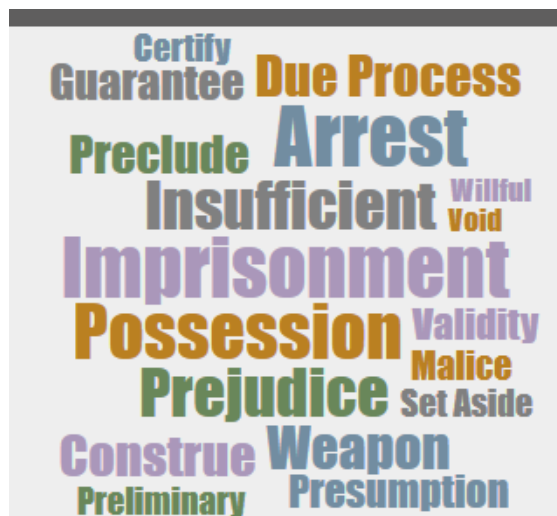 Certify
Guarantee Due Process
Preclude Arrest
Insufficient Willful
Void
Imprisonment
Possession Validity
Malice
Prejudice Set Aside
Construe Weapon
Preliminary Presumption